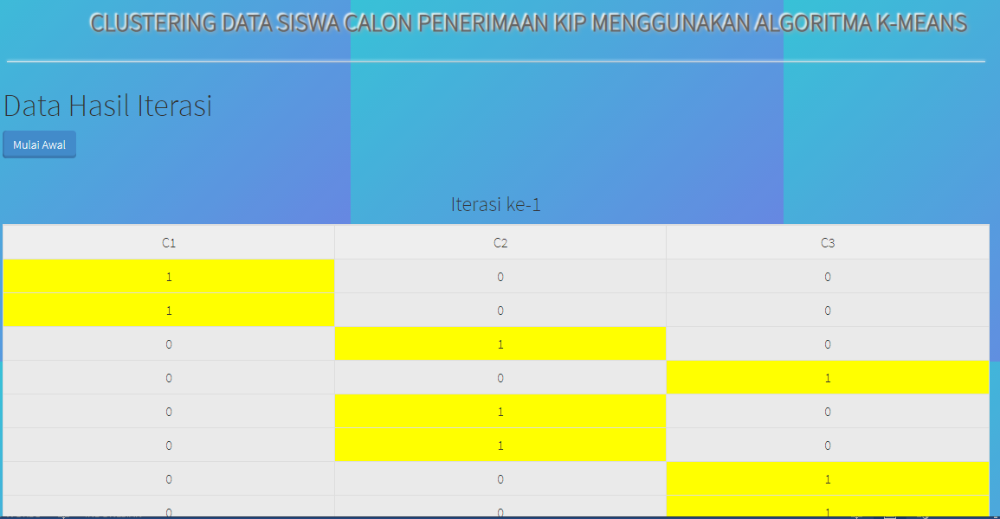 CLUSTERING DATA SISWA CALON PENERIMAAN KIP MENGGUNAKAN ALGORITMA K-MEANS
Data Hasil Iterasi
Mulai Awal
Iterasi ke-1
C1 C2 C3
1 0 0
1 0 0
0 1 0
0 0 1
0 1 0
0 1 0
0 0 1
0 0 1